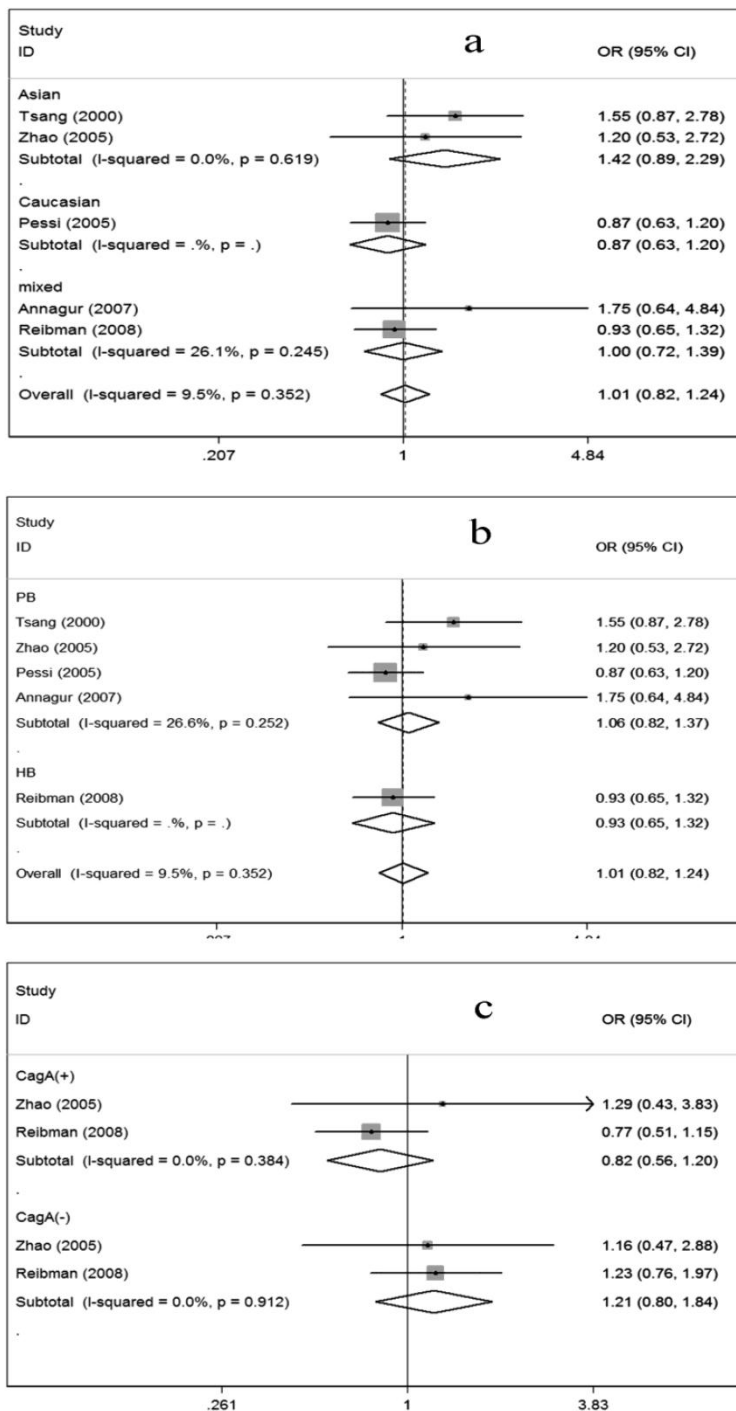 Study
ID
a
OR (95% CI)
Asian
Tsang (2000) 1.55 (0.87, 2.78)
Zhao (2005) 1.20 (0.53, 2.72)
Subtotal (I-squared = 0.0%, p = 0.619) 1.42 (0.89, 2.29)
.
Caucasian
Pessi (2005) 0.87 (0.63, 1.20)
Subtotal (I-squared = .%, p = .) 0.87 (0.63, 1.20)
.
mixed
Annagur (2007) 1.75 (0.64, 4.84)
Reibman (2008) 0.93 (0.65, 1.32)
Subtotal (I-squared = 26.1%, p = 0.245) 1.00 (0.72, 1.39)
.
Overall (I-squared = 9.5%, p = 0.352) 1.01 (0.82, 1.24)
.207 1 4.84
Study
ID
b
OR (95% CI)
PB
Tsang (2000) 1.55 (0.87, 2.78)
Zhao (2005) 1.20 (0.53, 2.72)
Pessi (2005) 0.87 (0.63, 1.20)
Annagur (2007) 1.75 (0.64, 4.84)
Subtotal (I-squared = 26.6%, p = 0.252) 1.06 (0.82, 1.37)
.
HB
Reibman (2008) 0.93 (0.65, 1.32)
Subtotal (I-squared = .%, p = .) 0.93 (0.65, 1.32)
.
Overall (I-squared = 9.5%, p = 0.352) 1.01 (0.82, 1.24)
1
Study
ID
c
OR (95% CI)
CagA(+)
Zhao (2005) 1.29 (0.43, 3.83)
Reibman (2008) 0.77 (0.51, 1.15)
Subtotal (I-squared = 0.0%, p = 0.384) 0.82 (0.56, 1.20)
.
CagA(-)
Zhao (2005) 1.16 (0.47, 2.88)
Reibman (2008) 1.23 (0.76, 1.97)
Subtotal (I-squared = 0.0%, p = 0.912) 1.21 (0.80, 1.84)
.
.261 1 3.83